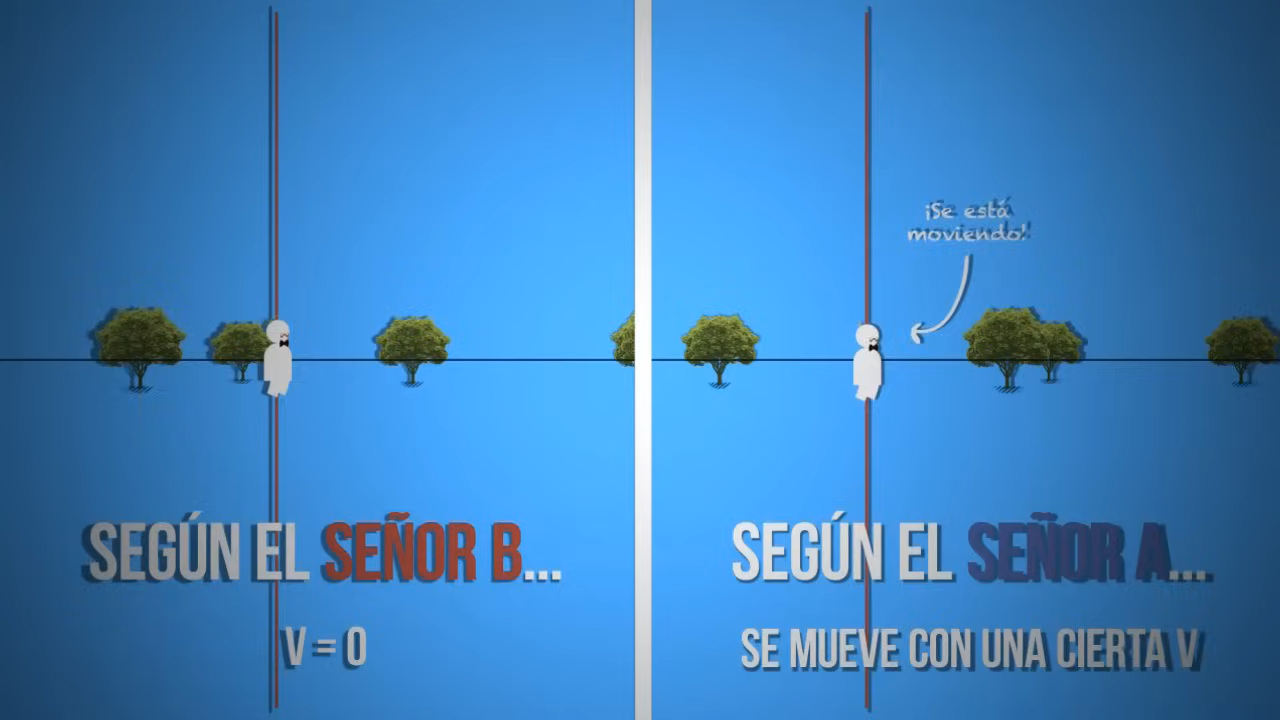 ¡Se está
moviendo!
SEGÚN EL SEÑOR B...
V = 0
SEGÚN EL SEÑOR A...
SE MUEVE CON UNA CIERTA V